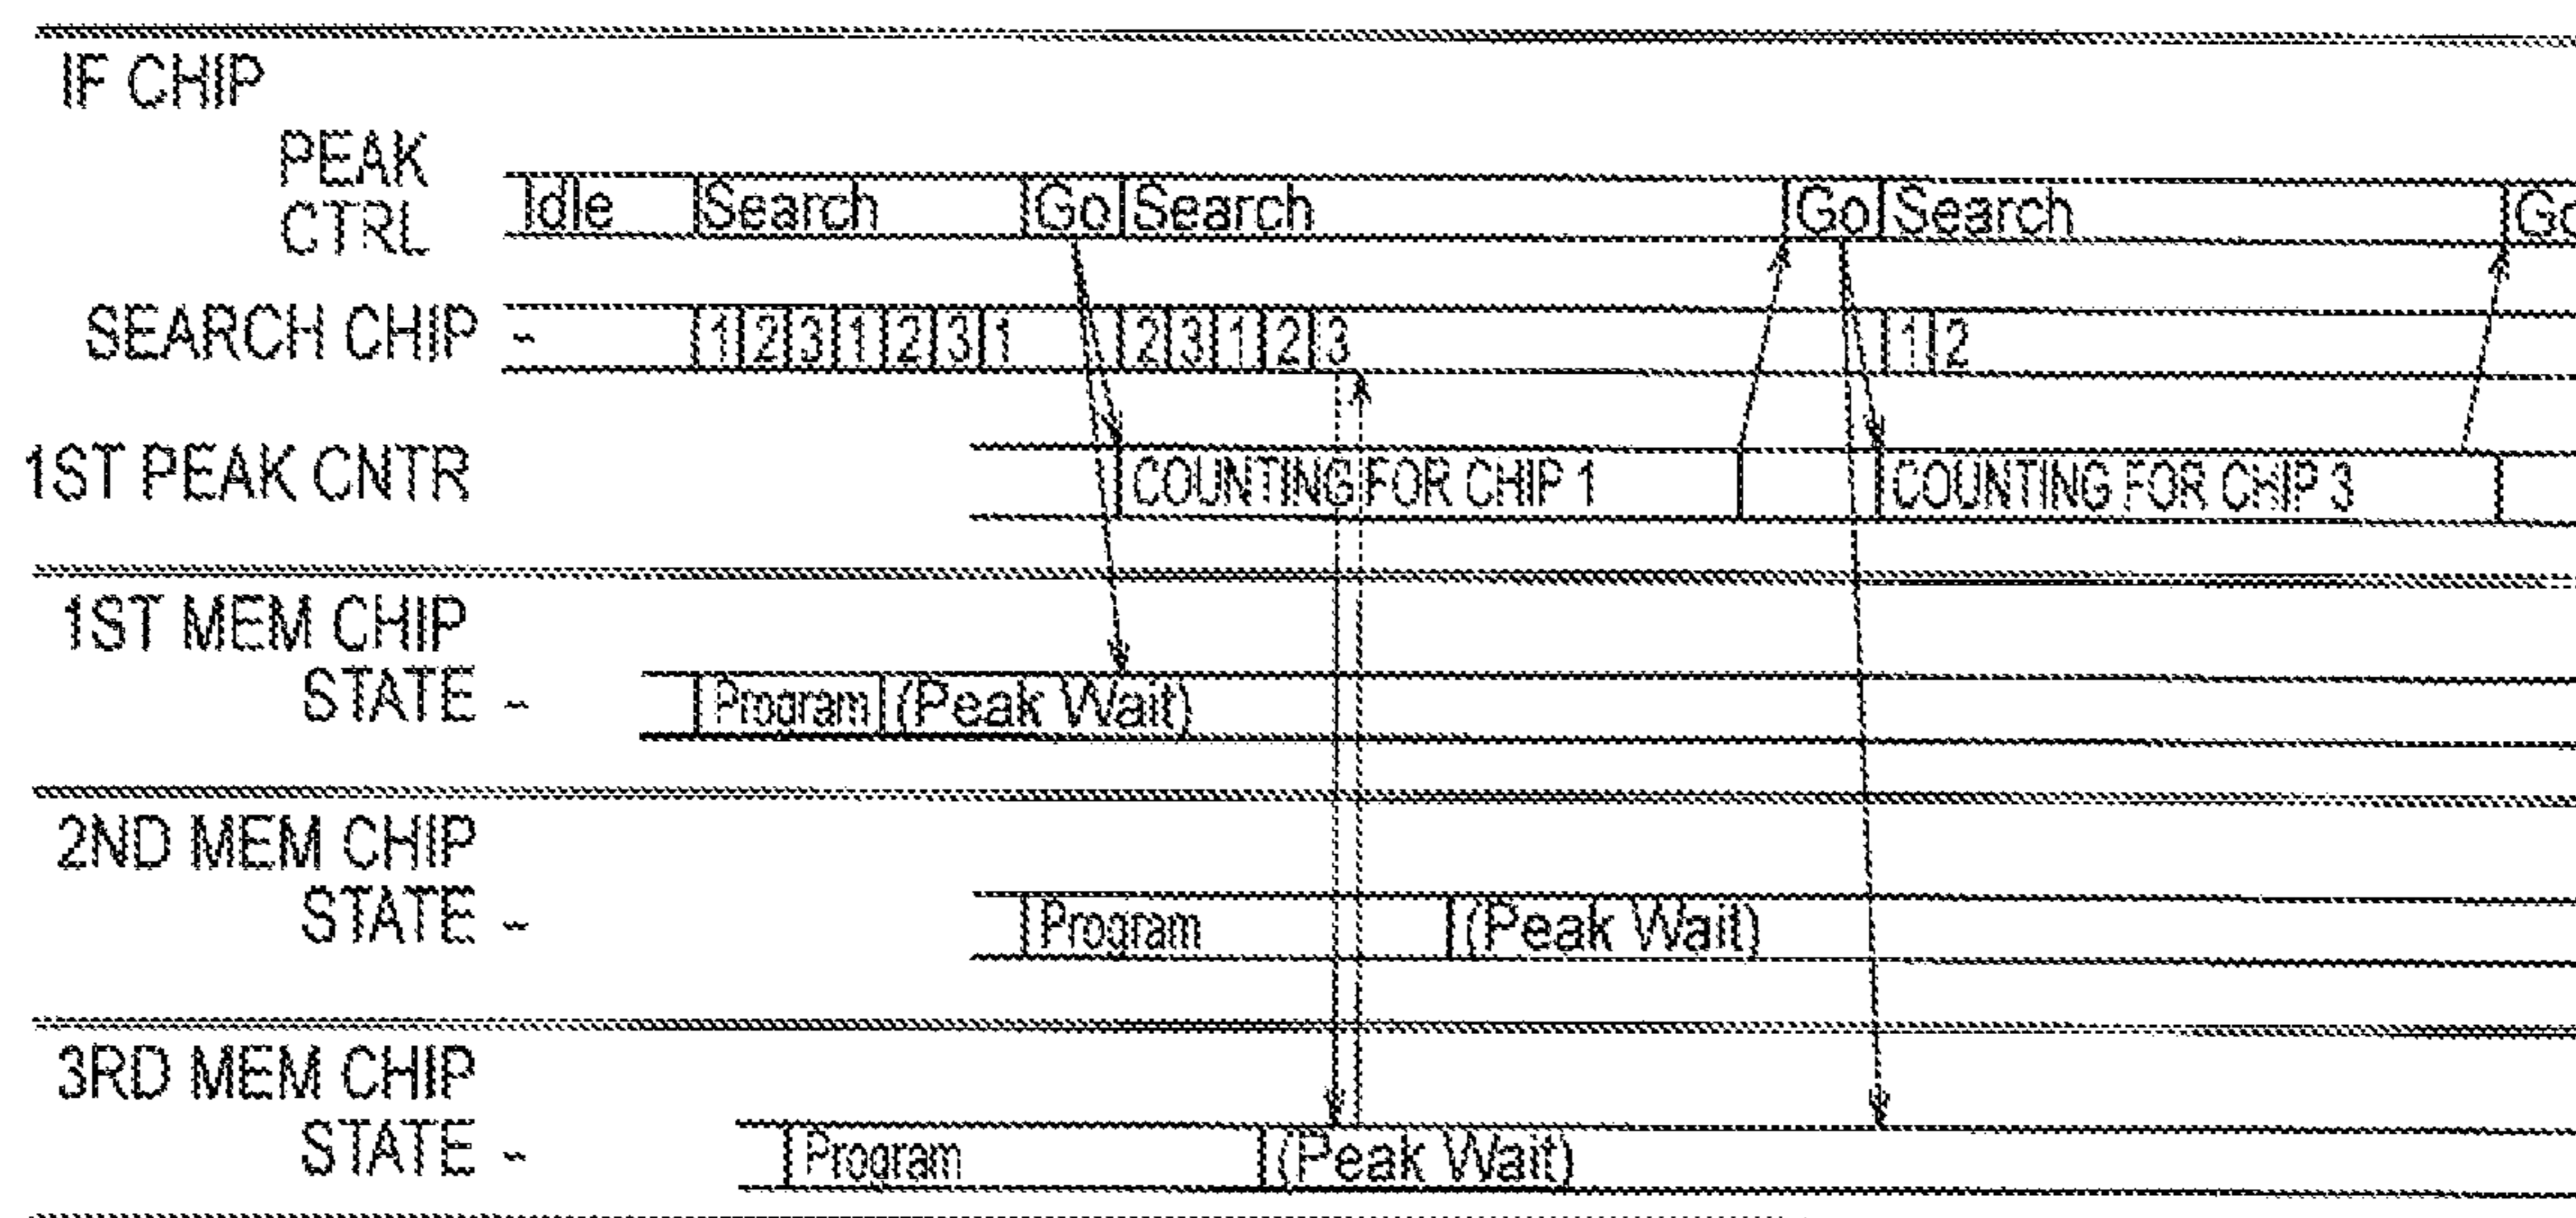 IF CHIP
PEAK
CTRL
Idle Search Go Search Go Search Go
SEARCH CHIP - 1 2 3 1 2 3 1 2 3 1 2 3 1 2
1ST PEAK CNTR COUNTING FOR CHIP 1 COUNTING FOR CHIP 3
1ST MEM CHIP
STATE - Program (Peak Wait)
2ND MEM CHIP
STATE - Program (Peak Wait)
3RD MEM CHIP
STATE - Program (Peak Wait)